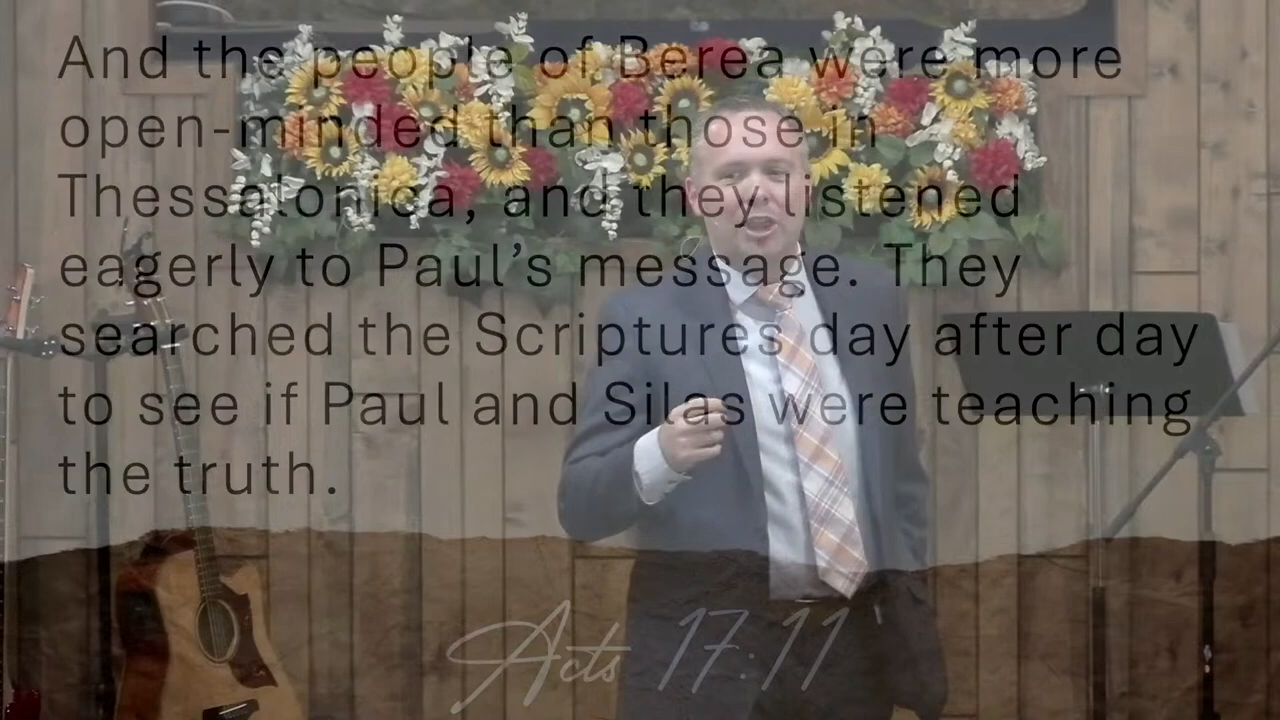 And the people of Berea were more
open-minded than those in
Thessalonica, and they listened
eagerly to Paul’s message. They
searched the Scriptures day after day
to see if Paul and Silas were teaching
the truth.
Acts 17:11